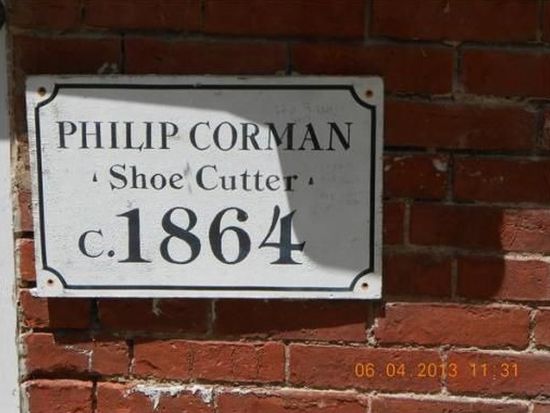 PHILIP CORMAN
Shoe Cutter
C. 1864
06.04.2013 11:31